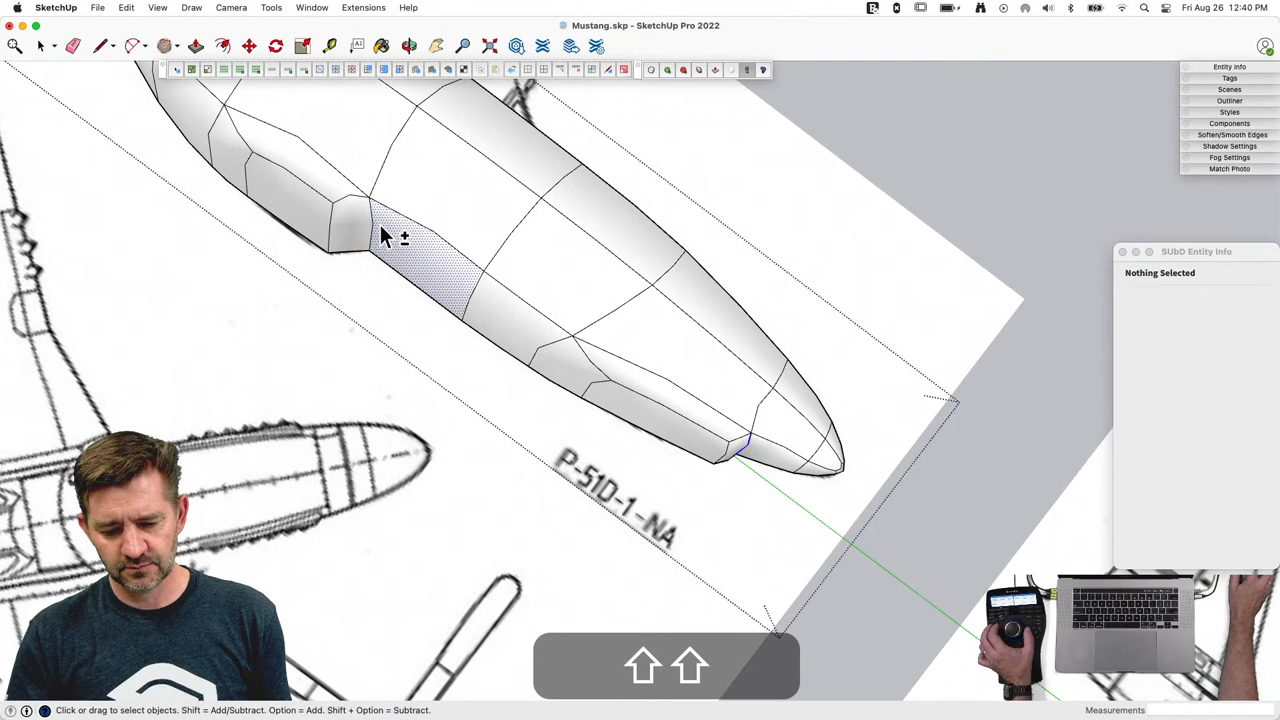 SketchUp File Edit View Draw Camera Tools Window Extensions Help Fri Aug 26 12:40 PM
Mustang.skp - SketchUp Pro 2022
Entity Info
Tags
Scenes
Outliner
Styles
Components
Soften/Smooth Edges
Shadow Settings
Fog Settings
Match Photo
SUbD Entity Info
Nothing Selected
P-51D-1-NA
Click or drag to select objects. Shift = Add/Subtract. Option = Add. Shift + Option = Subtract.
Measurements